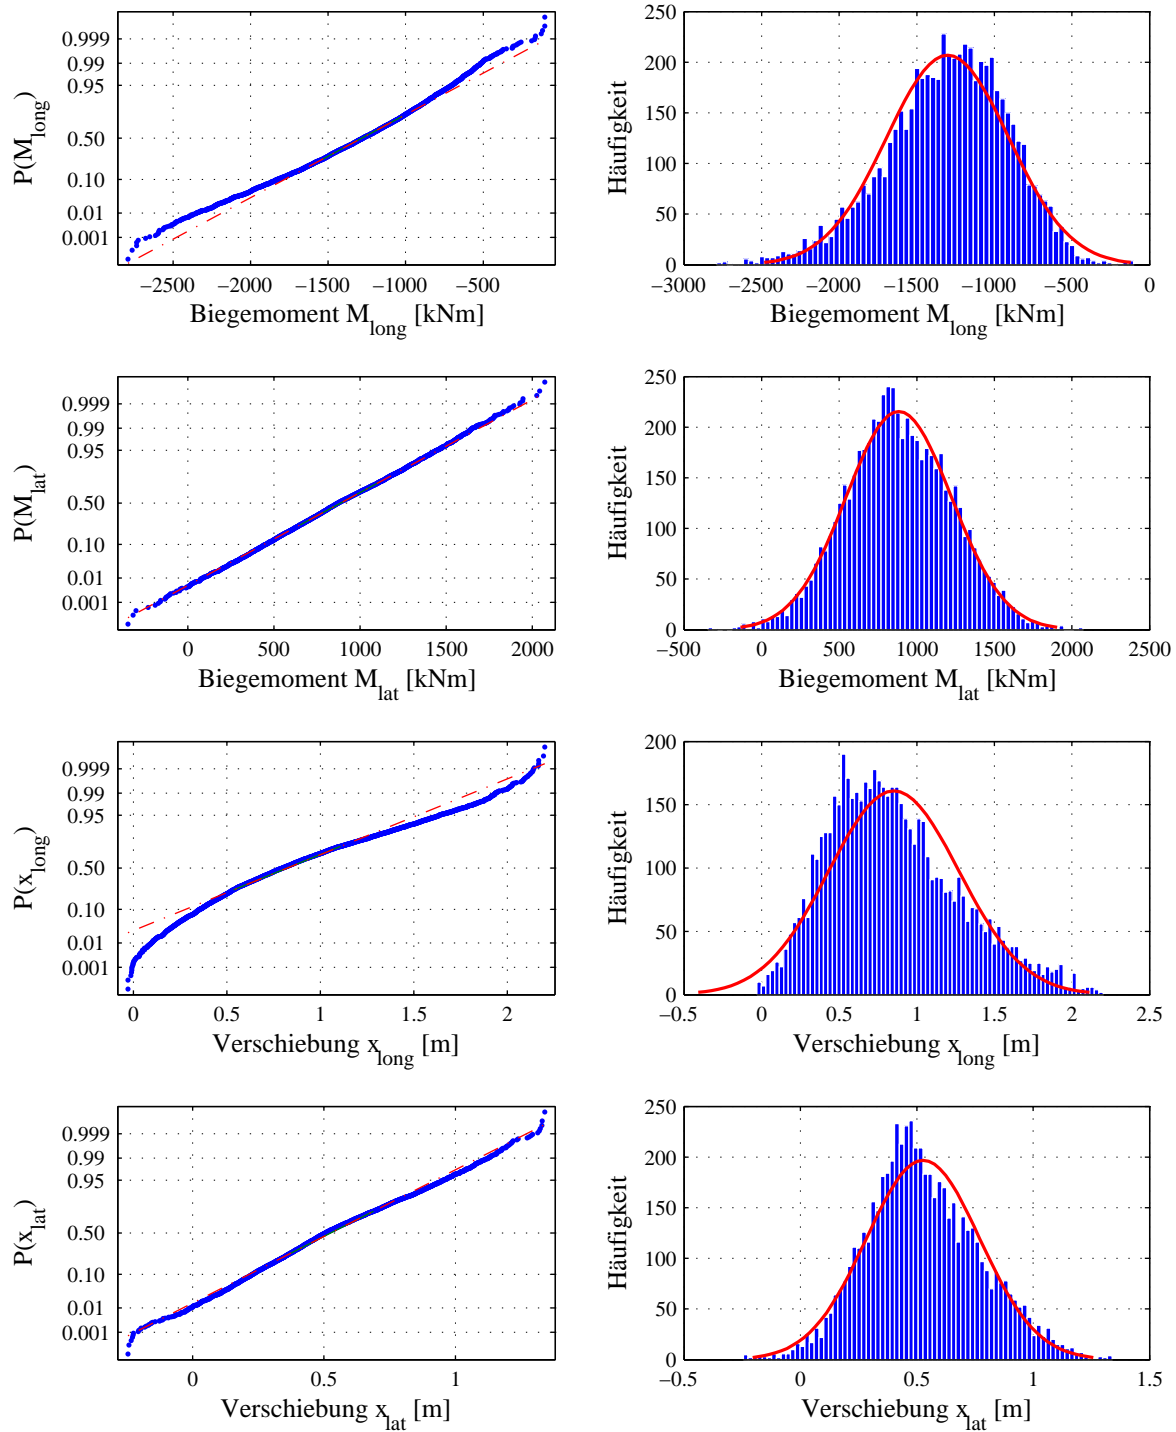 0.999
0.99
0.95
0.50
0.10
0.01
0.001
P(M_long)
−2500 −2000 −1500 −1000 −500
Biegemoment M_long [kNm]
250
200
150
100
50
0
Häufigkeit
−3000 −2500 −2000 −1500 −1000 −500 0
Biegemoment M_long [kNm]
0.999
0.99
0.95
0.50
0.10
0.01
0.001
P(M_lat)
0 500 1000 1500 2000
Biegemoment M_lat [kNm]
250
200
150
100
50
0
Häufigkeit
−500 0 500 1000 1500 2000 2500
Biegemoment M_lat [kNm]
0.999
0.99
0.95
0.50
0.10
0.01
0.001
P(x_long)
0 0.5 1 1.5 2
Verschiebung x_long [m]
200
150
100
50
0
Häufigkeit
−0.5 0 0.5 1 1.5 2 2.5
Verschiebung x_long [m]
0.999
0.99
0.95
0.50
0.10
0.01
0.001
P(x_lat)
0 0.5 1
Verschiebung x_lat [m]
250
200
150
100
50
0
Häufigkeit
−0.5 0 0.5 1 1.5
Verschiebung x_lat [m]